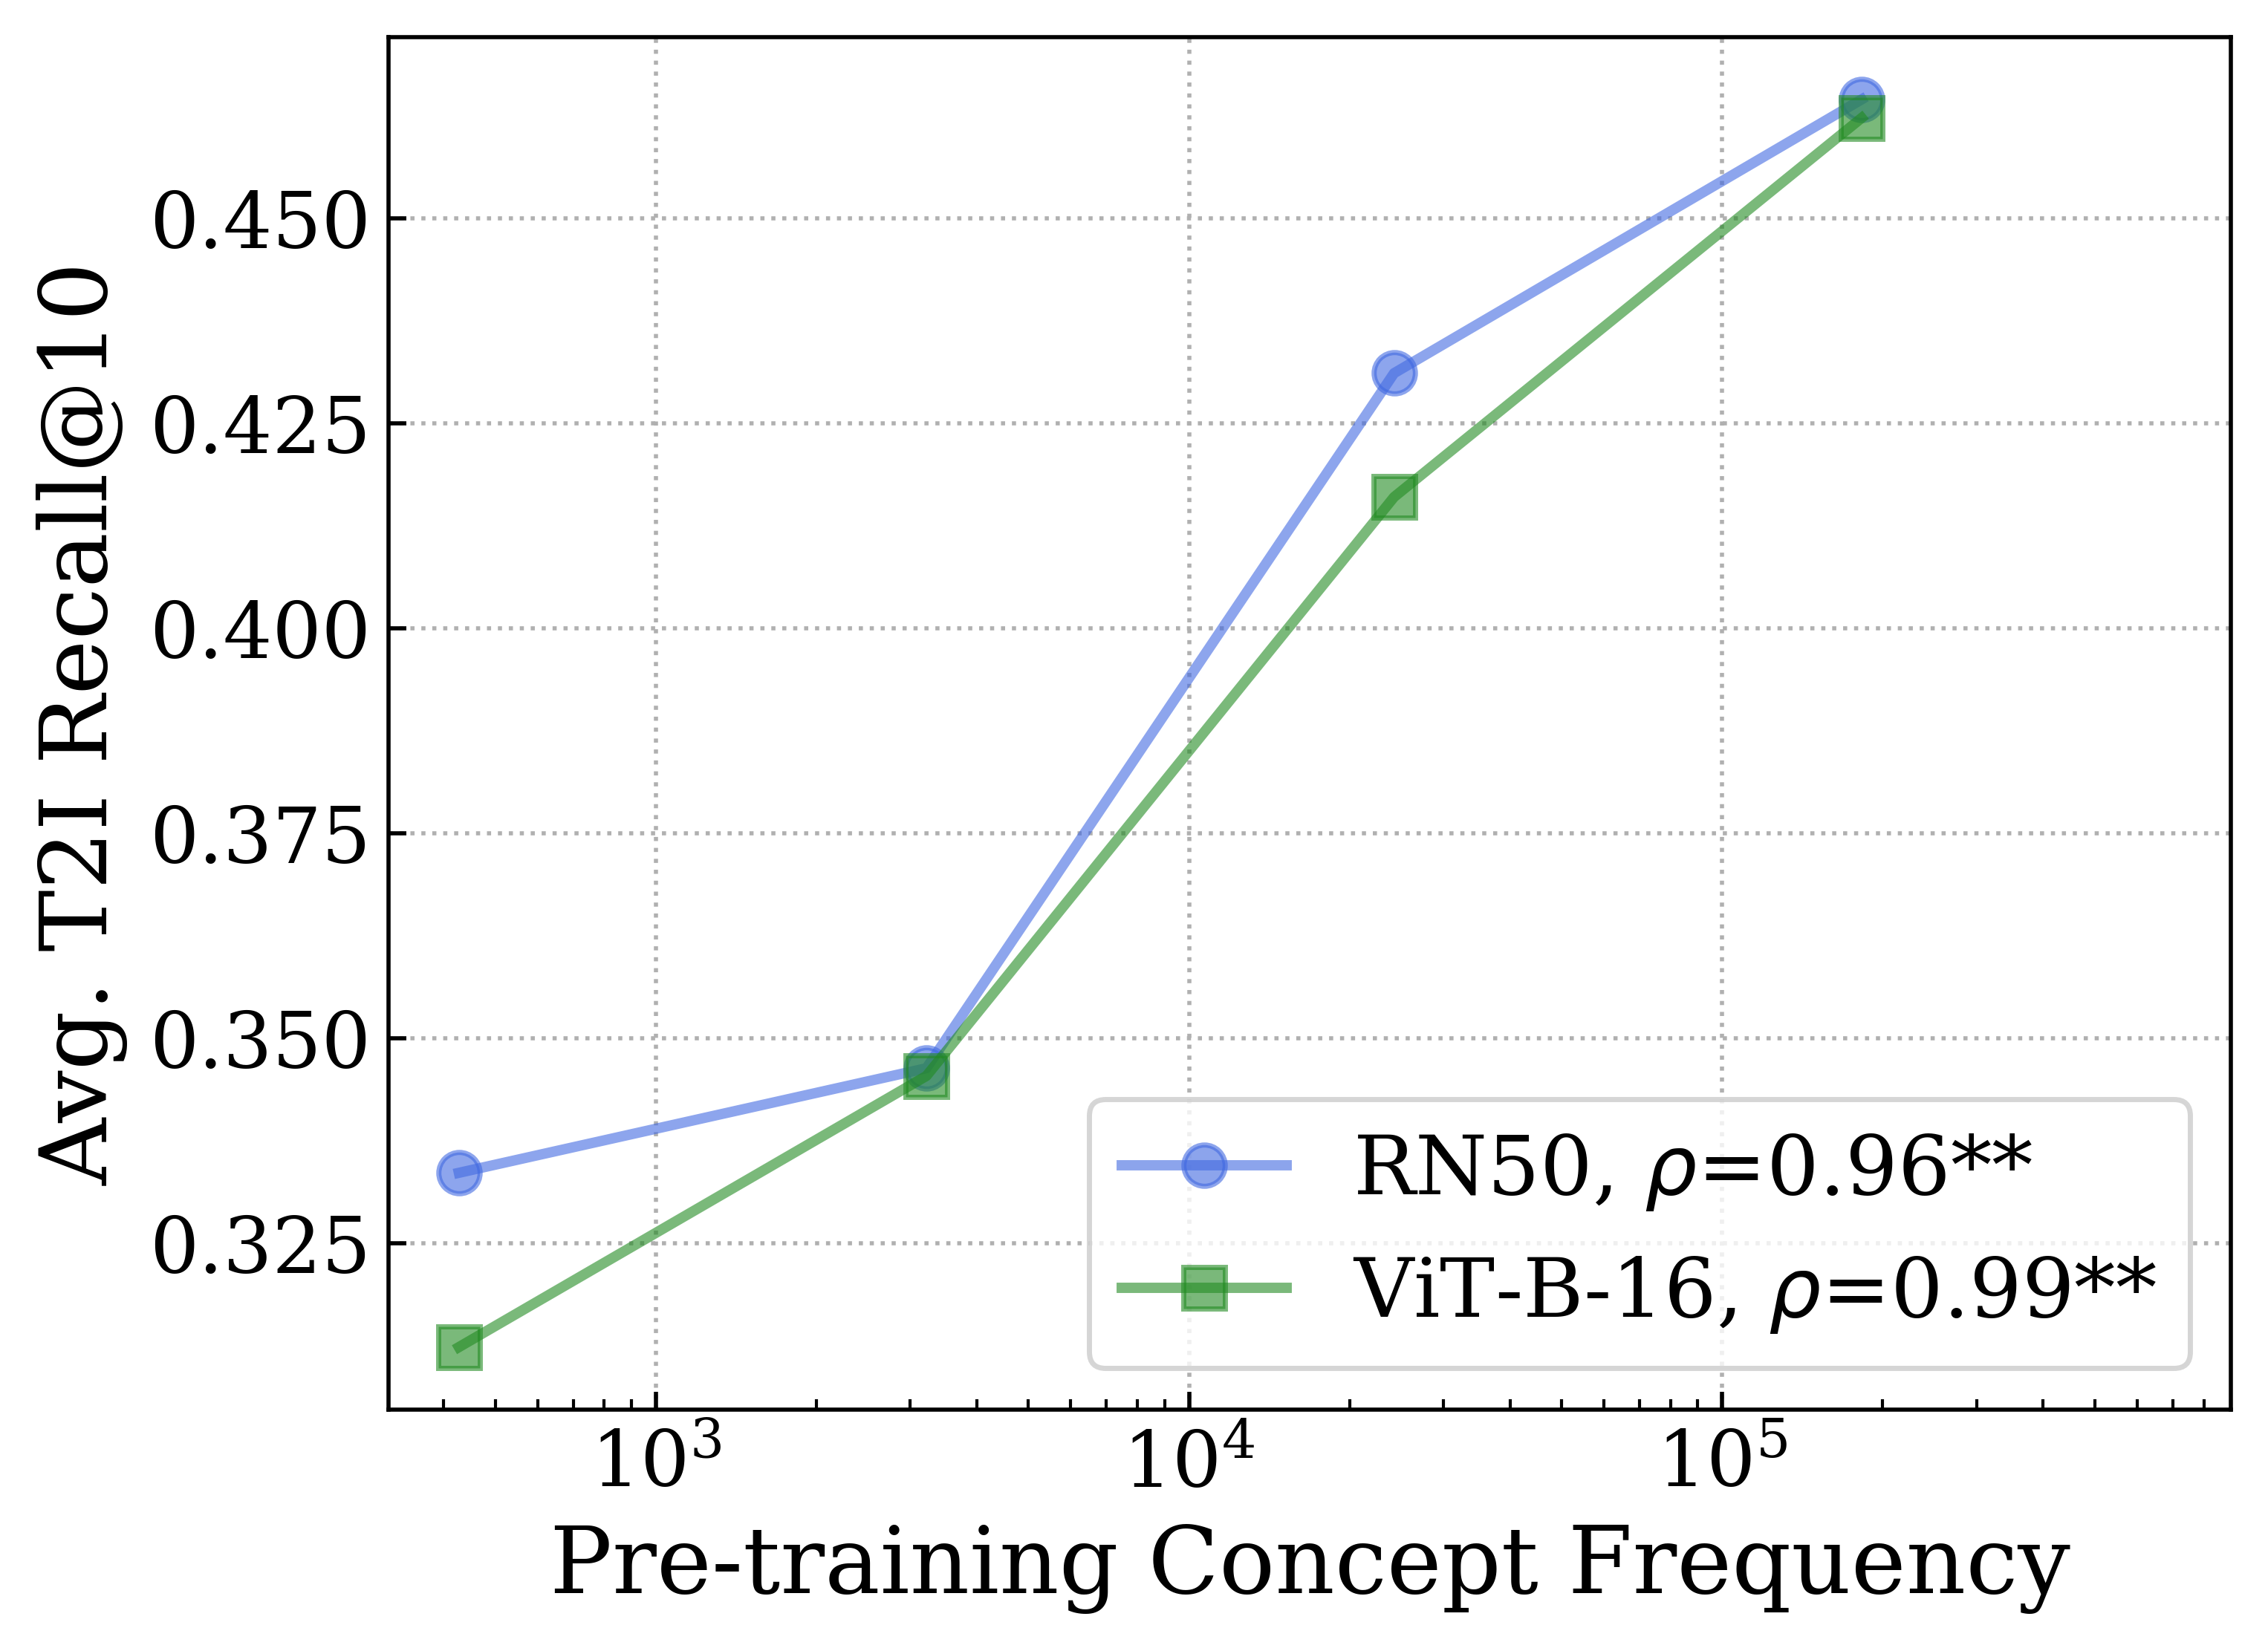 Avg. T2I Recall@10
0.450
0.425
0.400
0.375
0.350
0.325
RN50, ρ=0.96**
ViT-B-16, ρ=0.99**
10³
10⁴
10⁵
Pre-training Concept Frequency